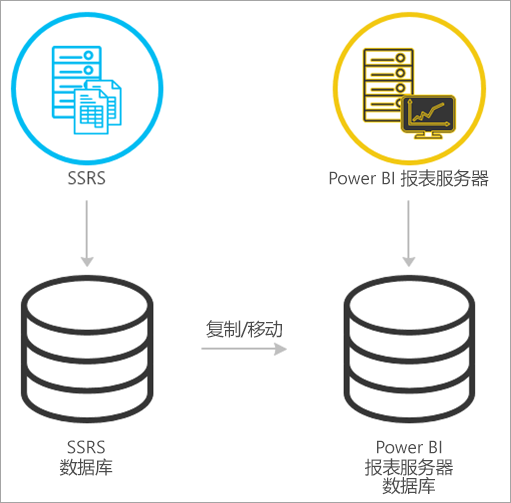 SSRS
Power BI 报表服务器
复制/移动
SSRS
数据库
Power BI
报表服务器
数据库